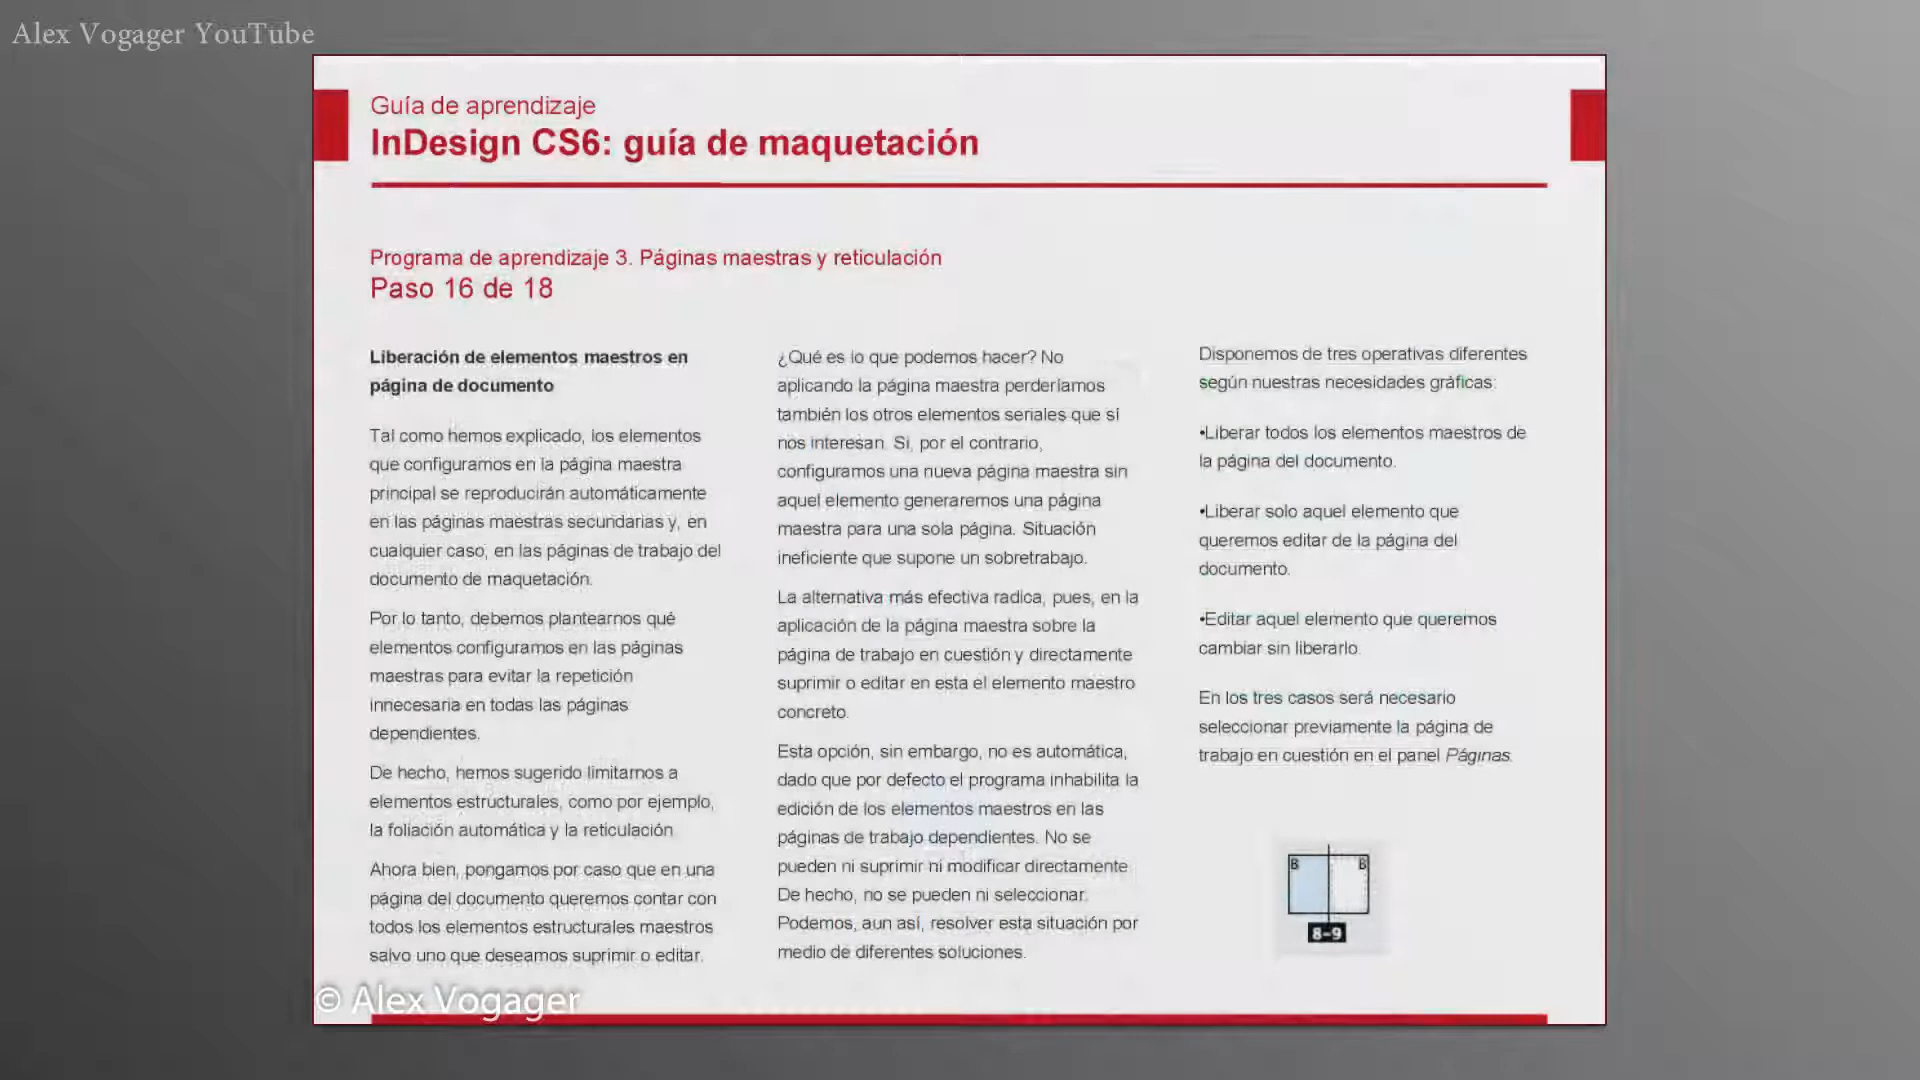 Alex Vogager YouTube
Guía de aprendizaje
InDesign CS6: guía de maquetación
Programa de aprendizaje 3. Páginas maestras y reticulación
Paso 16 de 18
Liberación de elementos maestros en
página de documento
Tal como hemos explicado, los elementos
que configuramos en la página maestra
principal se reproducirán automáticamente
en las páginas maestras secundarias y, en
cualquier caso, en las páginas de trabajo del
documento de maquetación.
Por lo tanto, debemos plantearnos qué
elementos configuramos en las páginas
maestras para evitar la repetición
innecesaria en todas las páginas
dependientes.
De hecho, hemos sugerido limitarnos a
elementos estructurales, como por ejemplo,
la foliación automática y la reticulación.
Ahora bien, pongamos por caso que en una
página del documento queremos contar con
todos los elementos estructurales maestros
salvo uno que deseamos suprimir o editar.
¿Qué es lo que podemos hacer? No
aplicando la página maestra perderíamos
también los otros elementos seriales que sí
nos interesan. Si, por el contrario,
configuramos una nueva página maestra sin
aquel elemento generaremos una página
maestra para una sola página. Situación
ineficiente que supone un sobretrabajo.
La alternativa más efectiva radica, pues, en la
aplicación de la página maestra sobre la
página de trabajo en cuestión y directamente
suprimir o editar en esta el elemento maestro
concreto.
Esta opción, sin embargo, no es automática,
dado que por defecto el programa inhabilita la
edición de los elementos maestros en las
páginas de trabajo dependientes. No se
pueden ni suprimir ni modificar directamente.
De hecho, no se pueden ni seleccionar.
Podemos, aun así, resolver esta situación por
medio de diferentes soluciones.
Disponemos de tres operativas diferentes
según nuestras necesidades gráficas:
•Liberar todos los elementos maestros de
la página del documento.
•Liberar solo aquel elemento que
queremos editar de la página del
documento.
•Editar aquel elemento que queremos
cambiar sin liberarlo.
En los tres casos será necesario
seleccionar previamente la página de
trabajo en cuestión en el panel Páginas.
B B
8-9
© Alex Vogager